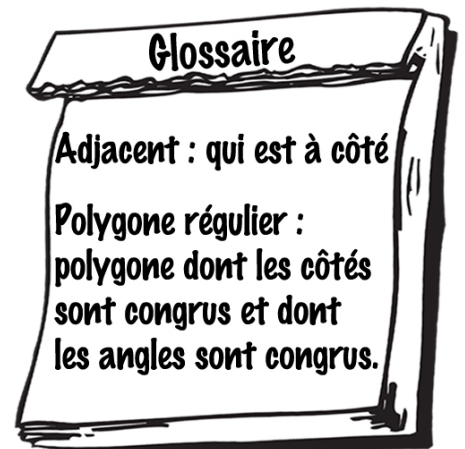 Glossaire
Adjacent : qui est à côté
Polygone régulier :
polygone dont les côtés
sont congrus et dont
les angles sont congrus.